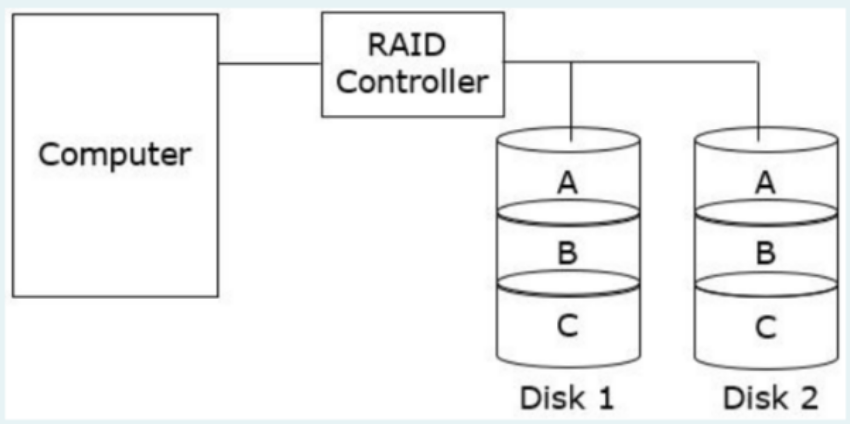 Computer
RAID
Controller
A
B
C
Disk 1
A
B
C
Disk 2